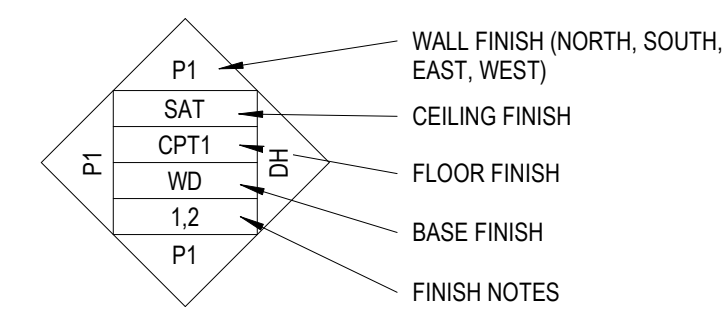 P1
WALL FINISH (NORTH, SOUTH,
EAST, WEST)
SAT
CEILING FINISH
CPT1
FLOOR FINISH
P1
DH
WD
BASE FINISH
1,2
FINISH NOTES
P1